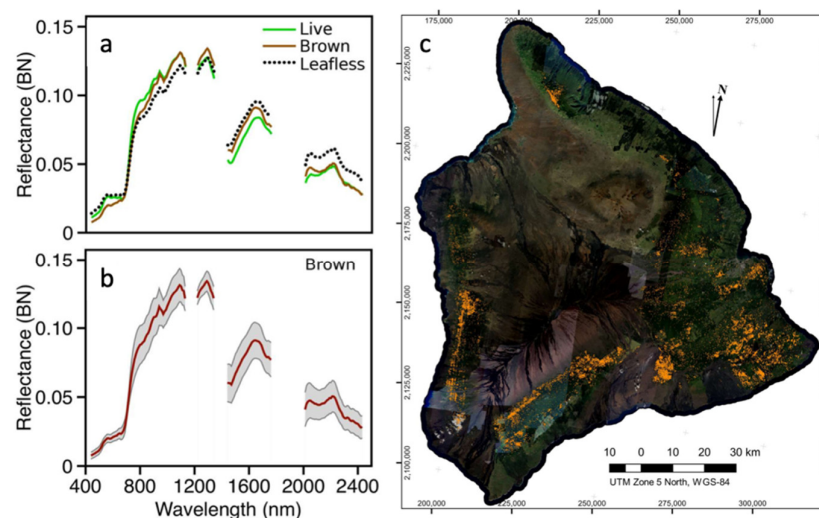 a
Live
Brown
Leafless
Reflectance (BN)
0.15
0.10
0.05
0
b
Brown
Reflectance (BN)
0.15
0.10
0.05
0
400 800 1200 1600 2000 2400
Wavelength (nm)
c
175,000 200,000 225,000 250,000 275,000
2,225,000
2,200,000
2,175,000
2,150,000
2,125,000
2,100,000
N
10 0 10 20 30 km
UTM Zone 5 North, WGS-84
200,000 225,000 250,000 275,000 300,000